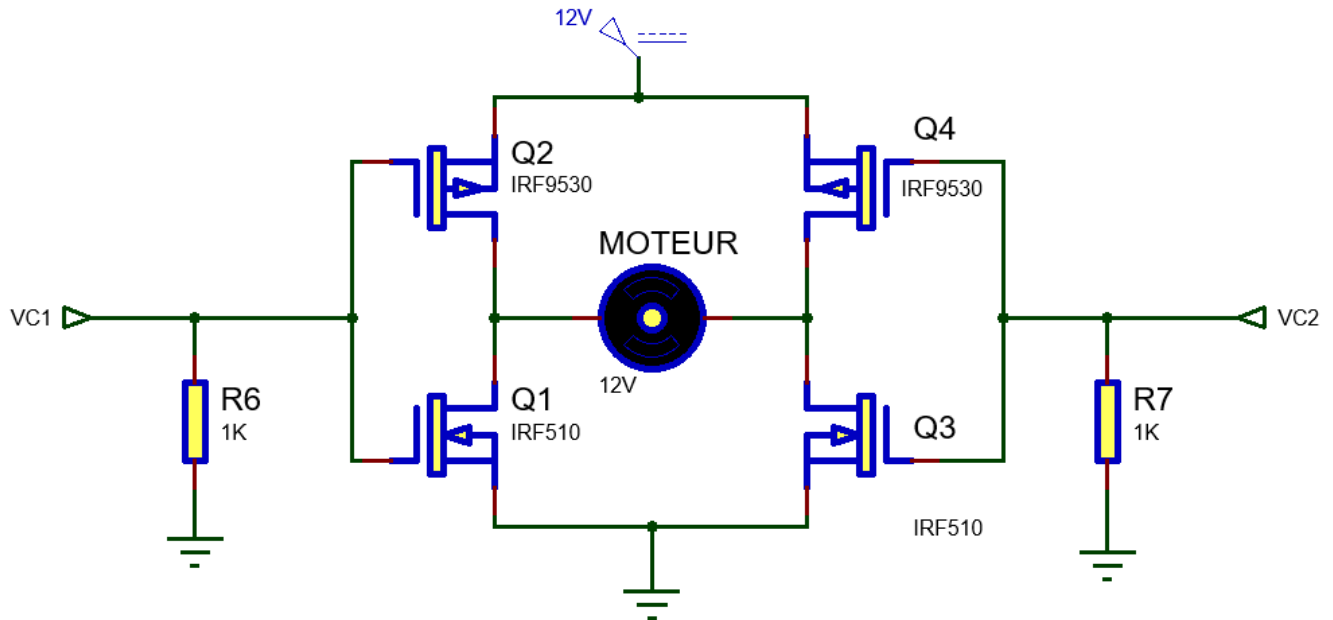 12V
Q2
IRF9530
Q4
IRF9530
MOTEUR
12V
VC1
VC2
R6
1K
Q1
IRF510
Q3
IRF510
R7
1K